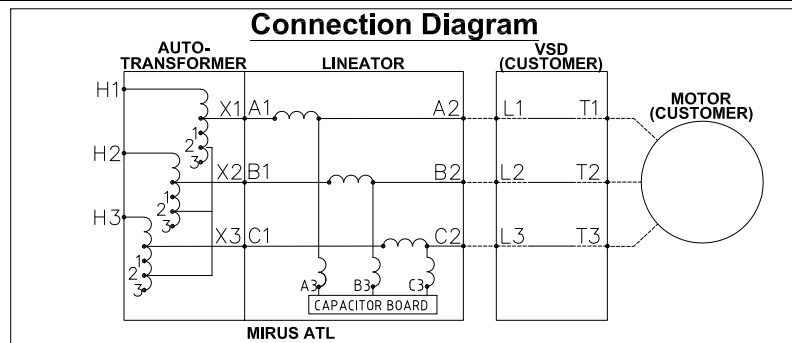 Connection Diagram
AUTO-
TRANSFORMER
LINEATOR
VSD
(CUSTOMER)
MOTOR
(CUSTOMER)
H1
X1
A1
A2
L1
T1
1
2
3
H2
X2
B1
B2
L2
T2
1
2
3
H3
X3
C1
C2
L3
T3
1
2
3
A3
B3
C3
CAPACITOR BOARD
MIRUS ATL